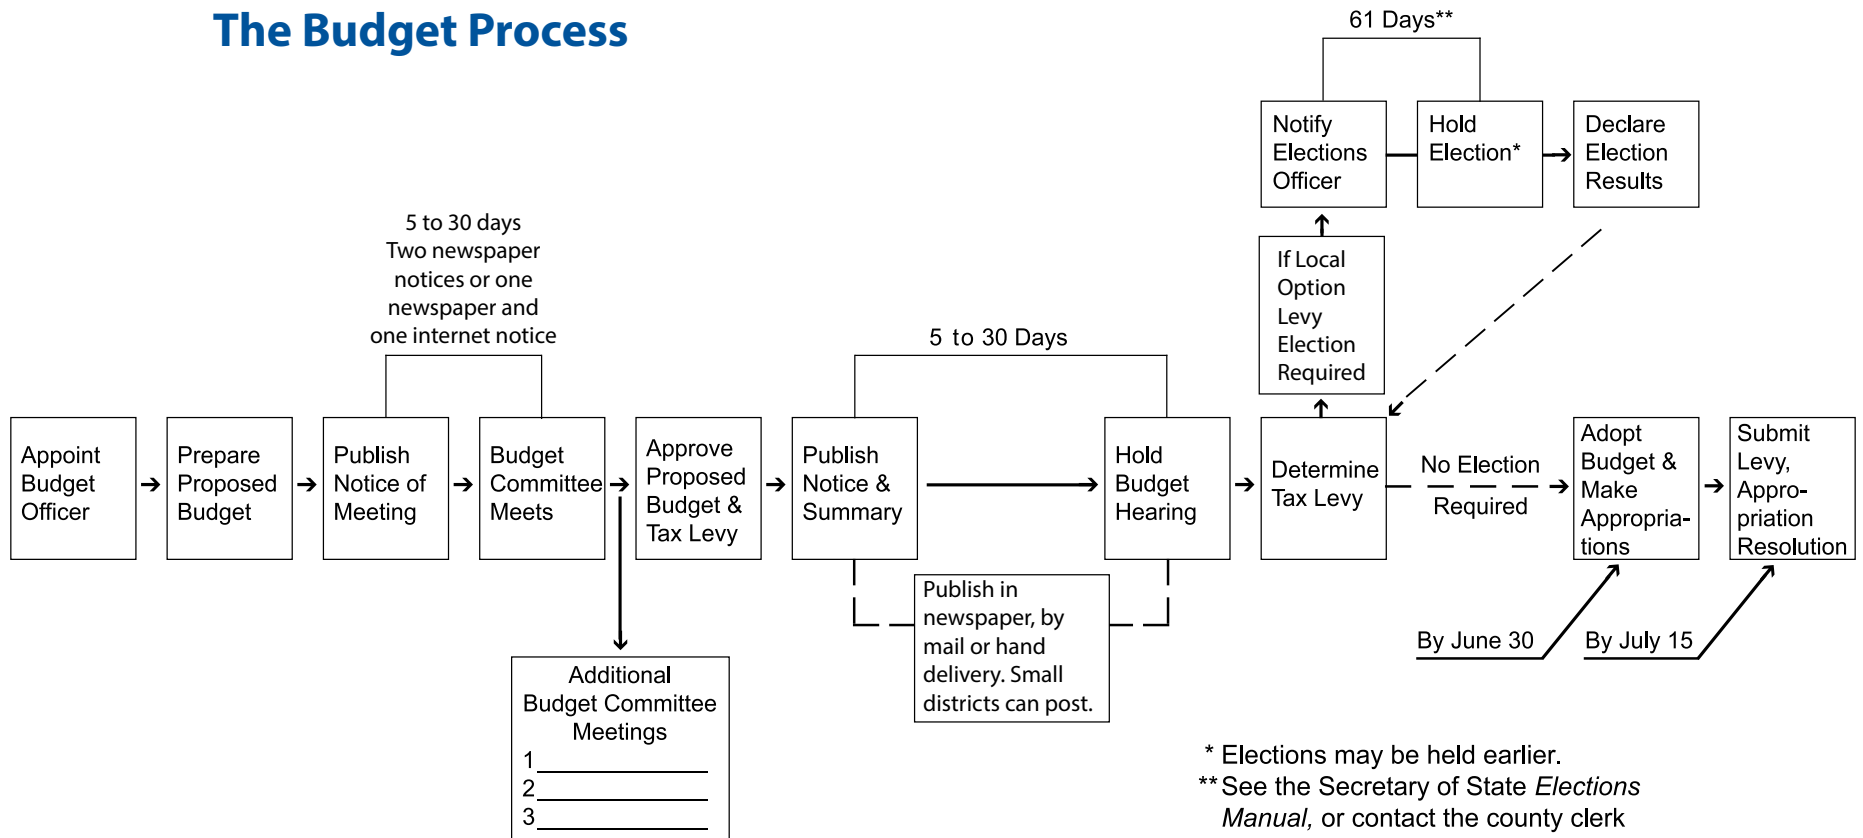 The Budget Process
61 Days**
Notify
Elections
Officer
Hold
Election*
Declare
Election
Results
5 to 30 days
Two newspaper
notices or one
newspaper and
one internet notice
If Local
Option
Levy
Election
Required
5 to 30 Days
Appoint
Budget
Officer
Prepare
Proposed
Budget
Publish
Notice of
Meeting
Budget
Committee
Meets
Approve
Proposed
Budget &
Tax Levy
Publish
Notice &
Summary
Hold
Budget
Hearing
Determine
Tax Levy
No Election
Required
Adopt
Budget &
Make
Appropria-
tions
Submit
Levy,
Appro-
priation
Resolution
Publish in
newspaper, by
mail or hand
delivery. Small
districts can post.
By June 30
By July 15
Additional
Budget Committee
Meetings
1
2
3
* Elections may be held earlier.
**See the Secretary of State Elections
Manual, or contact the county clerk